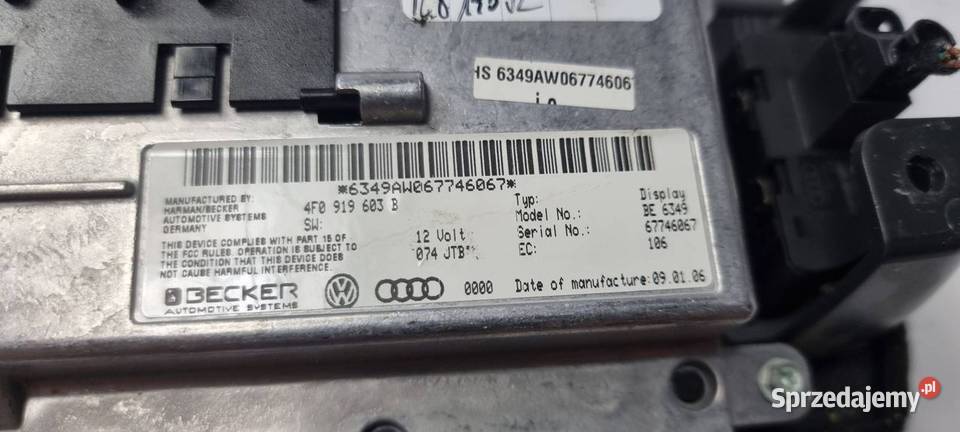 HS 6349AW06774606
*6349AW067746067*
MANUFACTURED BY:
HARMAN/BECKER
AUTOMOTIVE SYSTEMS
GERMANY
4F0 919 603 B
SW:
12 Volt
074 JTB
THIS DEVICE COMPLIES WITH PART 15 OF
THE FCC RULES. OPERATION IS SUBJECT TO
THE CONDITION THAT THIS DEVICE DOES
NOT CAUSE HARMFUL INTERFERENCE.
Typ: Display
Model No.: BE 6349
Serial No.: 67746067
EC: 106
BECKER
AUTOMOTIVE SYSTEMS
0000
Date of manufacture: 09.01.06
Sprzedajemy.pl